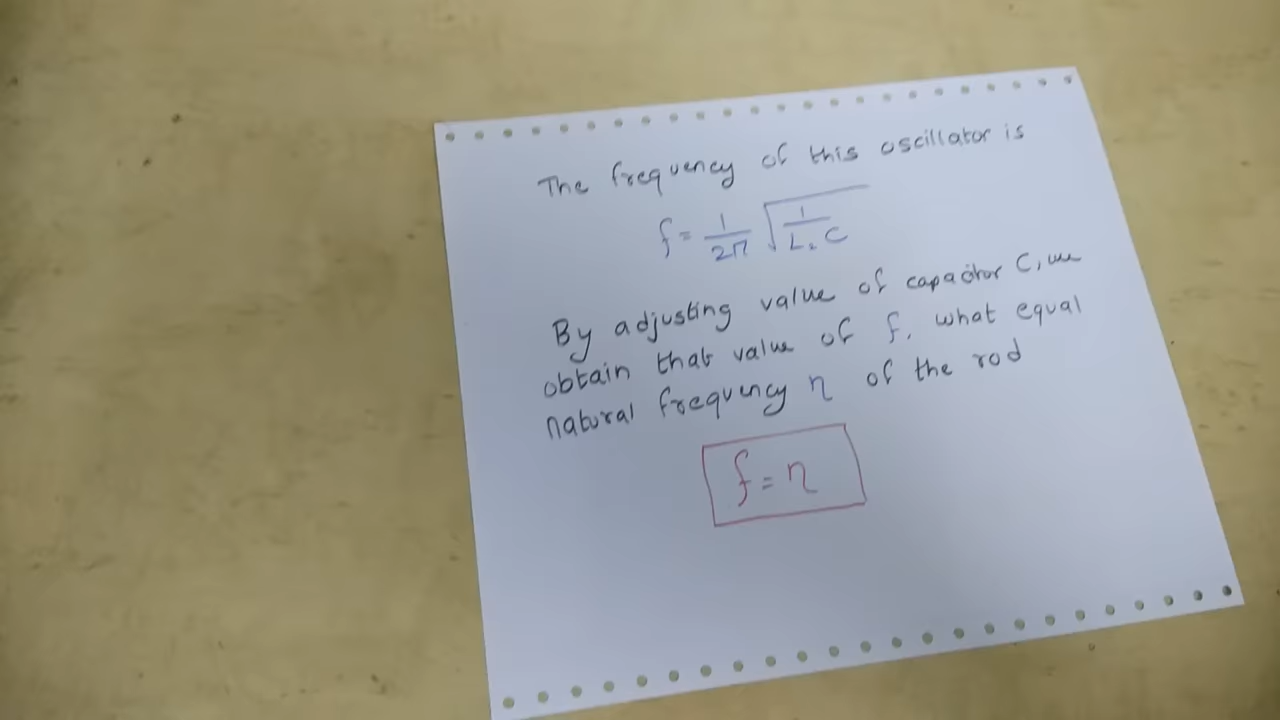 The frequency of this oscillator is
f = 1/2π √1/L₂C
By adjusting value of capacitor C, we
obtain that value of f, what equal
natural frequency η of the rod
f = η